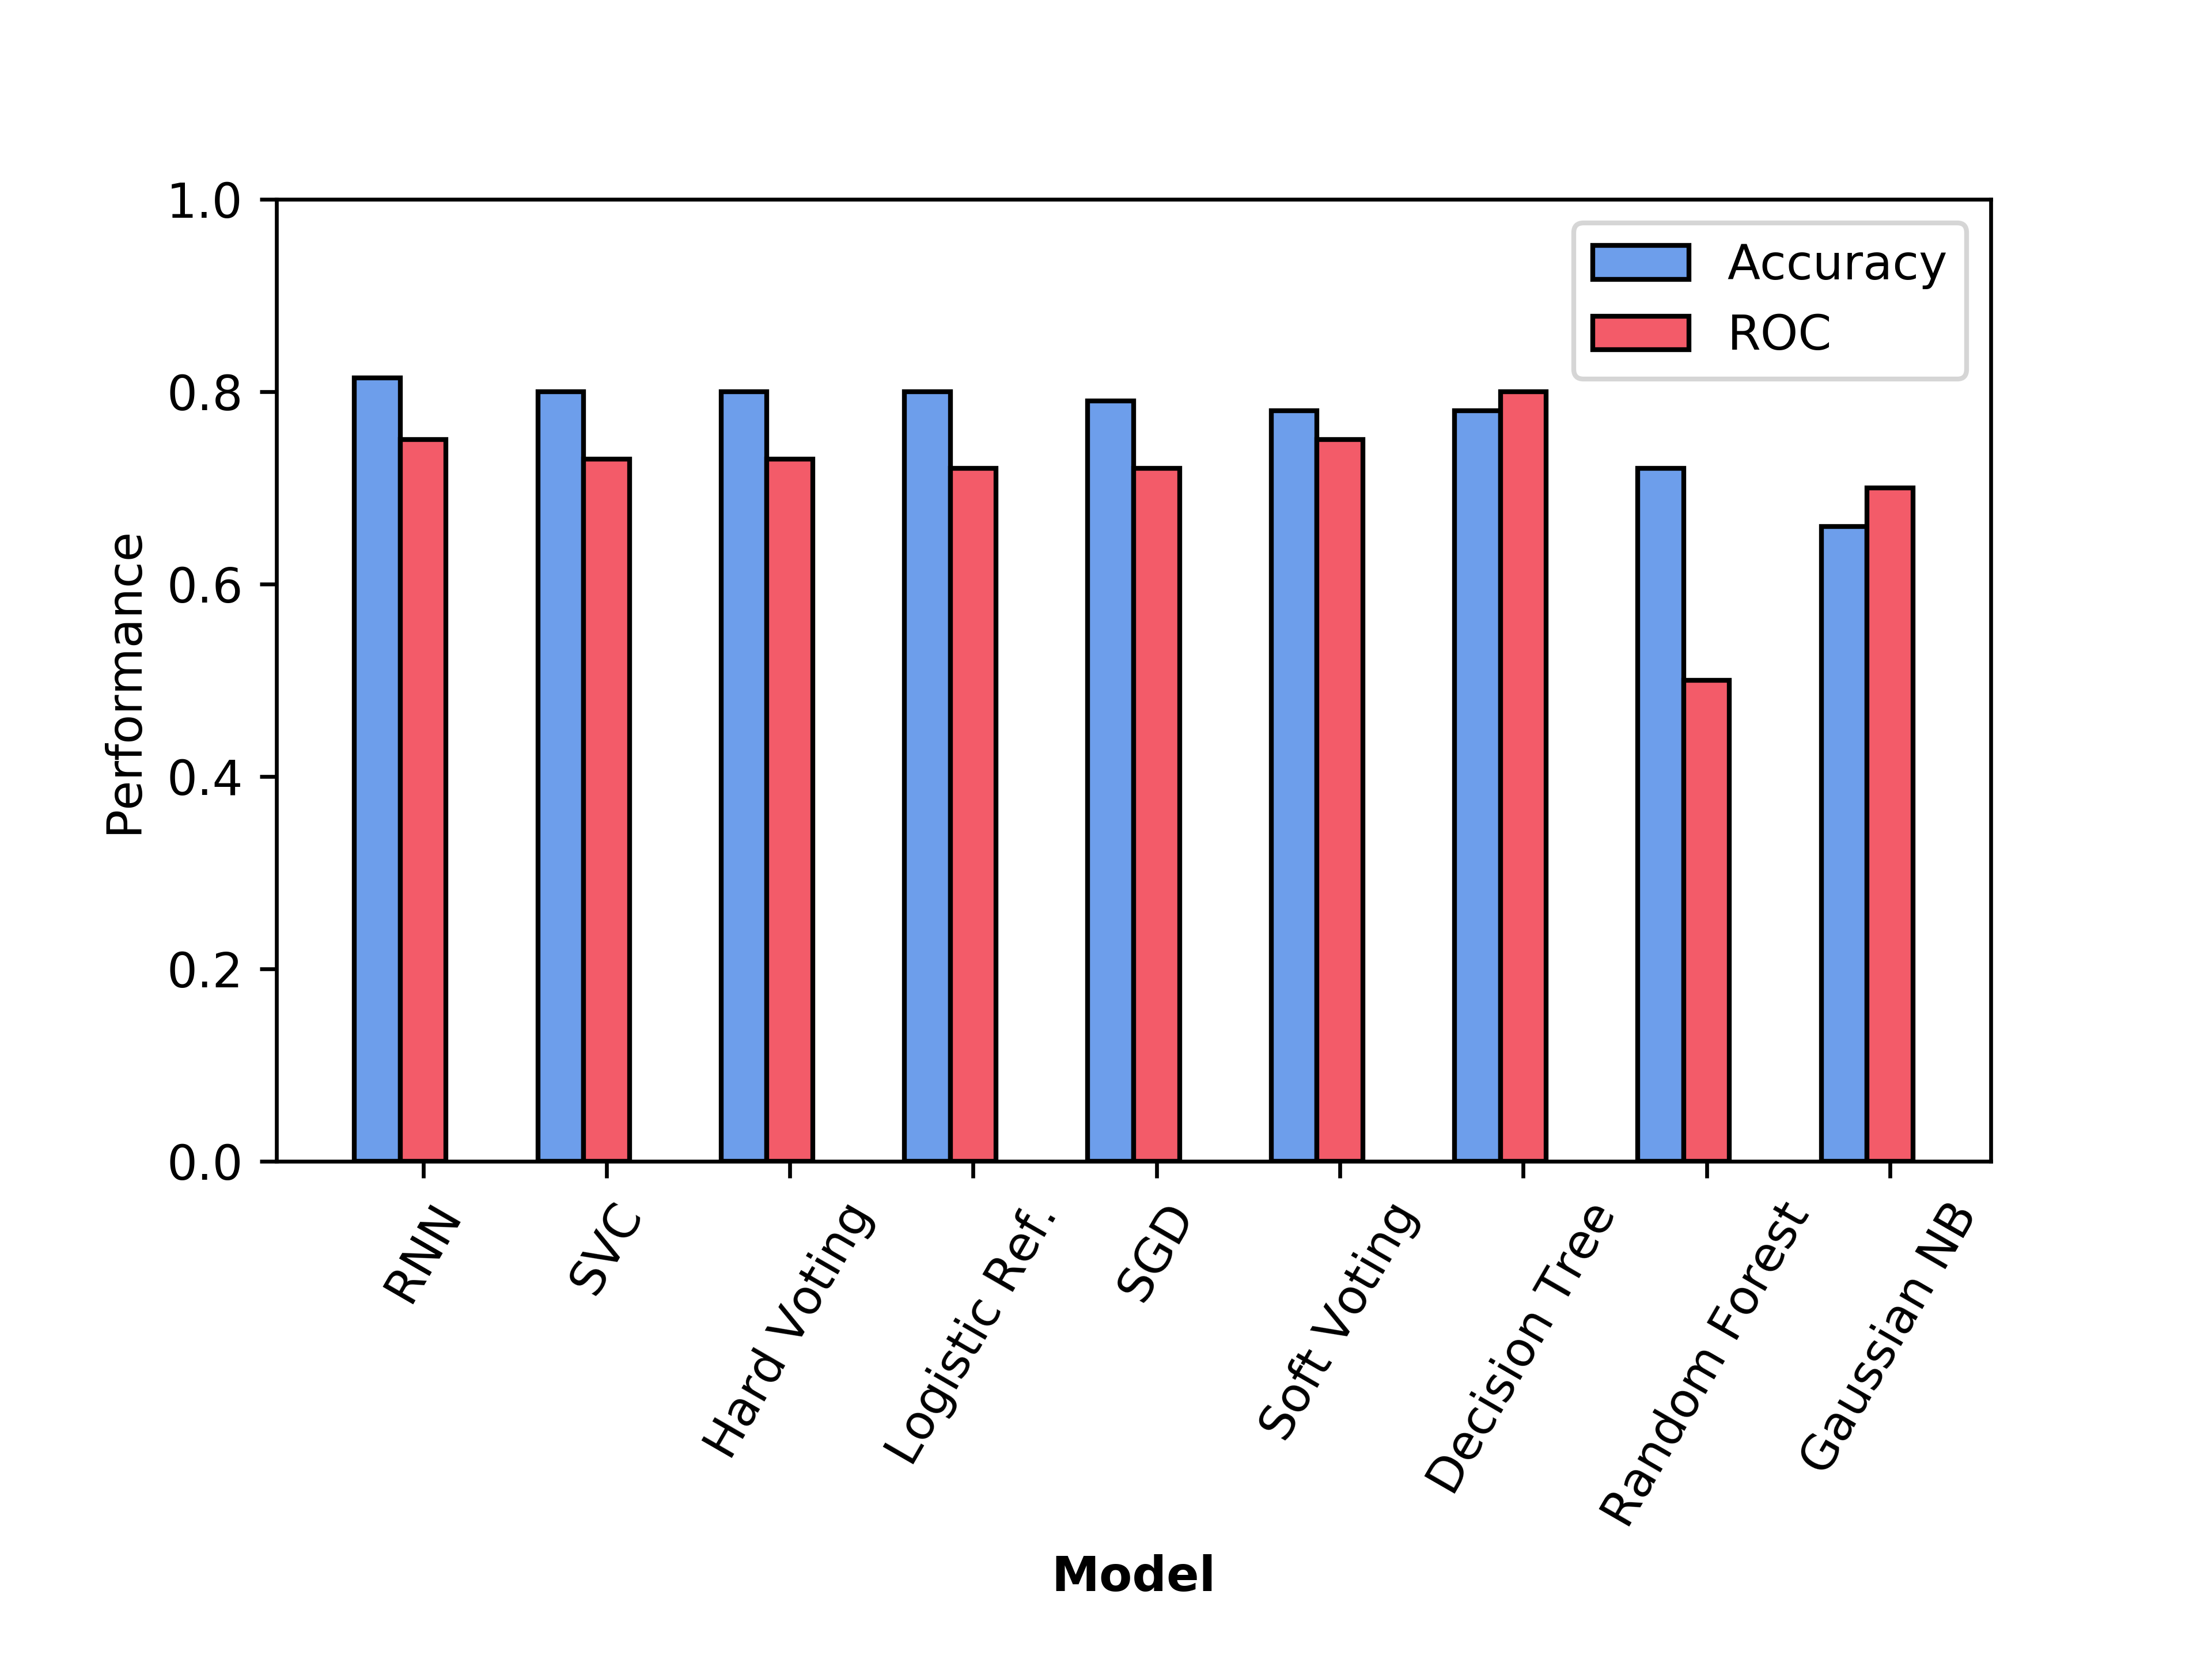 1.0
0.8
0.6
0.4
0.2
0.0
Performance
Accuracy
ROC
RNN
SVC
Hard Voting
Logistic Ref.
SGD
Soft Voting
Decision Tree
Random Forest
Gaussian NB
Model